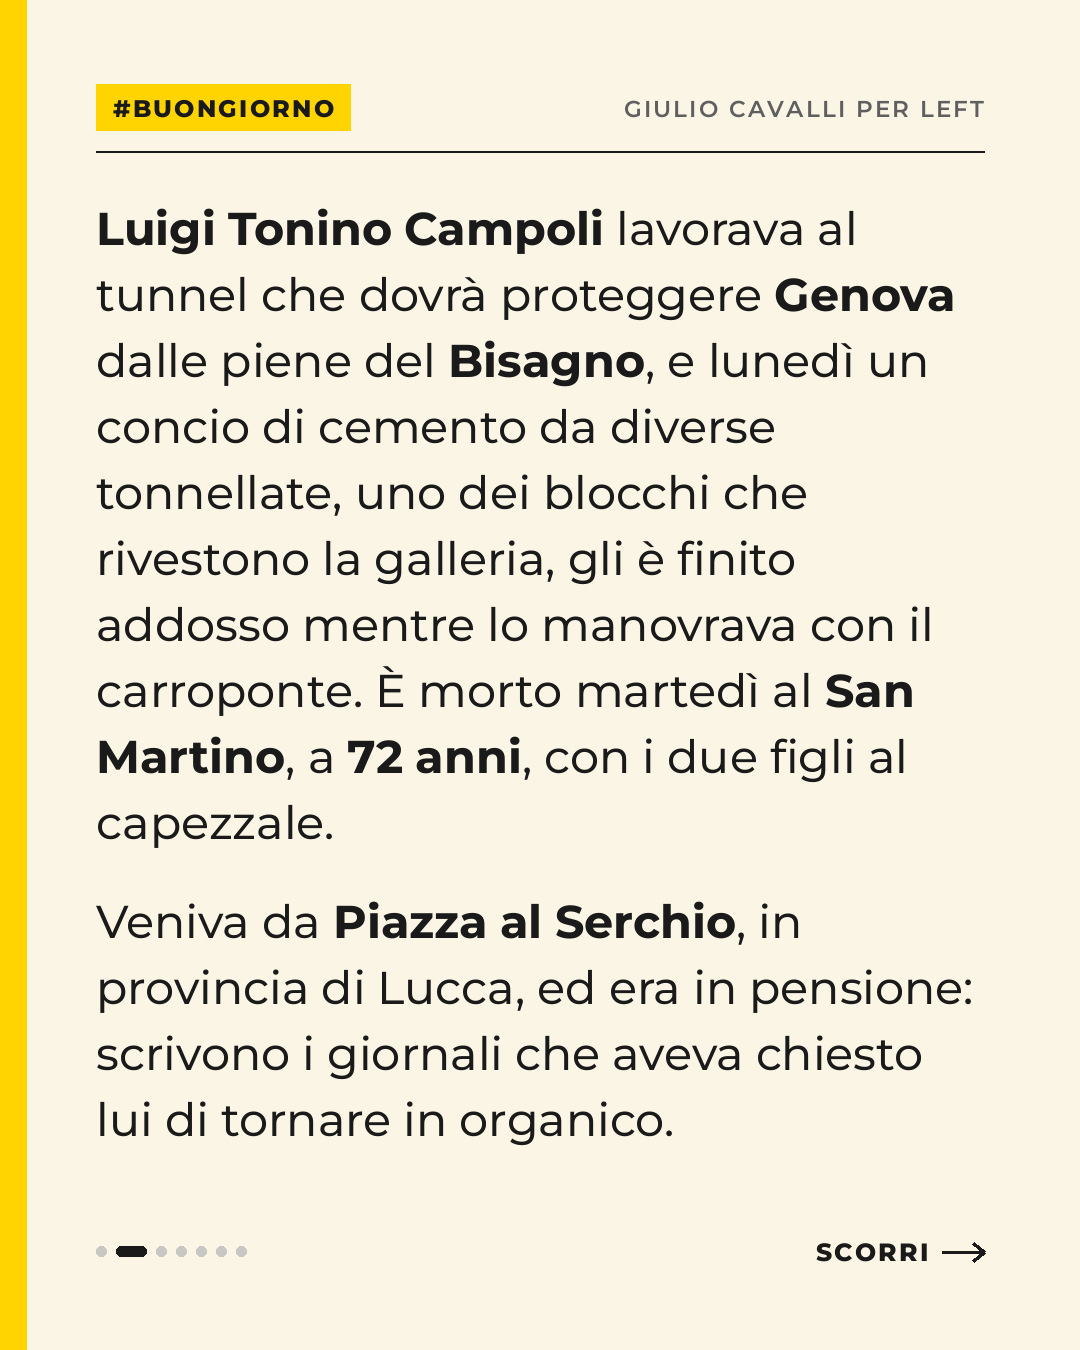 #BUONGIORNO
GIULIO CAVALLI PER LEFT
Luigi Tonino Campoli lavorava al
tunnel che dovrà proteggere Genova
dalle piene del Bisagno, e lunedì un
concio di cemento da diverse
tonnellate, uno dei blocchi che
rivestono la galleria, gli è finito
addosso mentre lo manovrava con il
carroponte. È morto martedì al San
Martino, a 72 anni, con i due figli al
capezzale.
Veniva da Piazza al Serchio, in
provincia di Lucca, ed era in pensione:
scrivono i giornali che aveva chiesto
lui di tornare in organico.
SCORRI